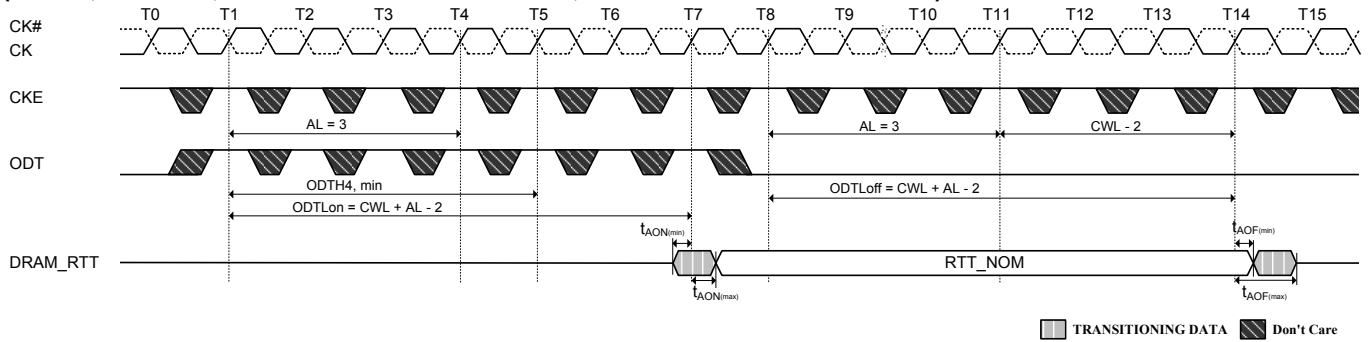 T0 T1 T2 T3 T4 T5 T6 T7 T8 T9 T10 T11 T12 T13 T14 T15
CK#
CK
CKE
AL = 3 AL = 3 CWL - 2
ODT
ODTH4, min ODTLoff = CWL + AL - 2
ODTLon = CWL + AL - 2
tAON(min) tAOF(min)
DRAM_RTT RTT_NOM
tAON(max) tAOF(max)
TRANSITIONING DATA Don't Care